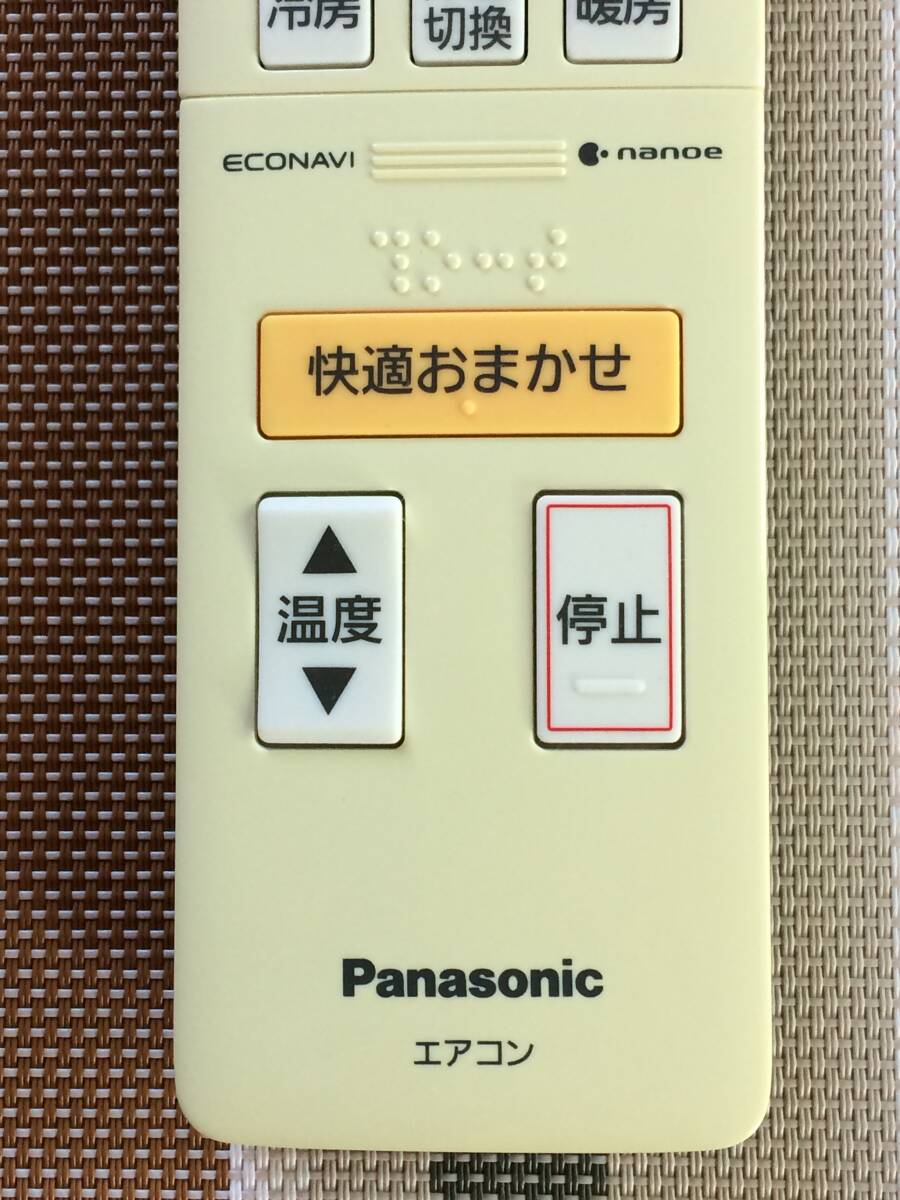 冷房
切換
暖房
ECONAVI
nanoe
快適おまかせ
温度
停止
Panasonic
エアコン